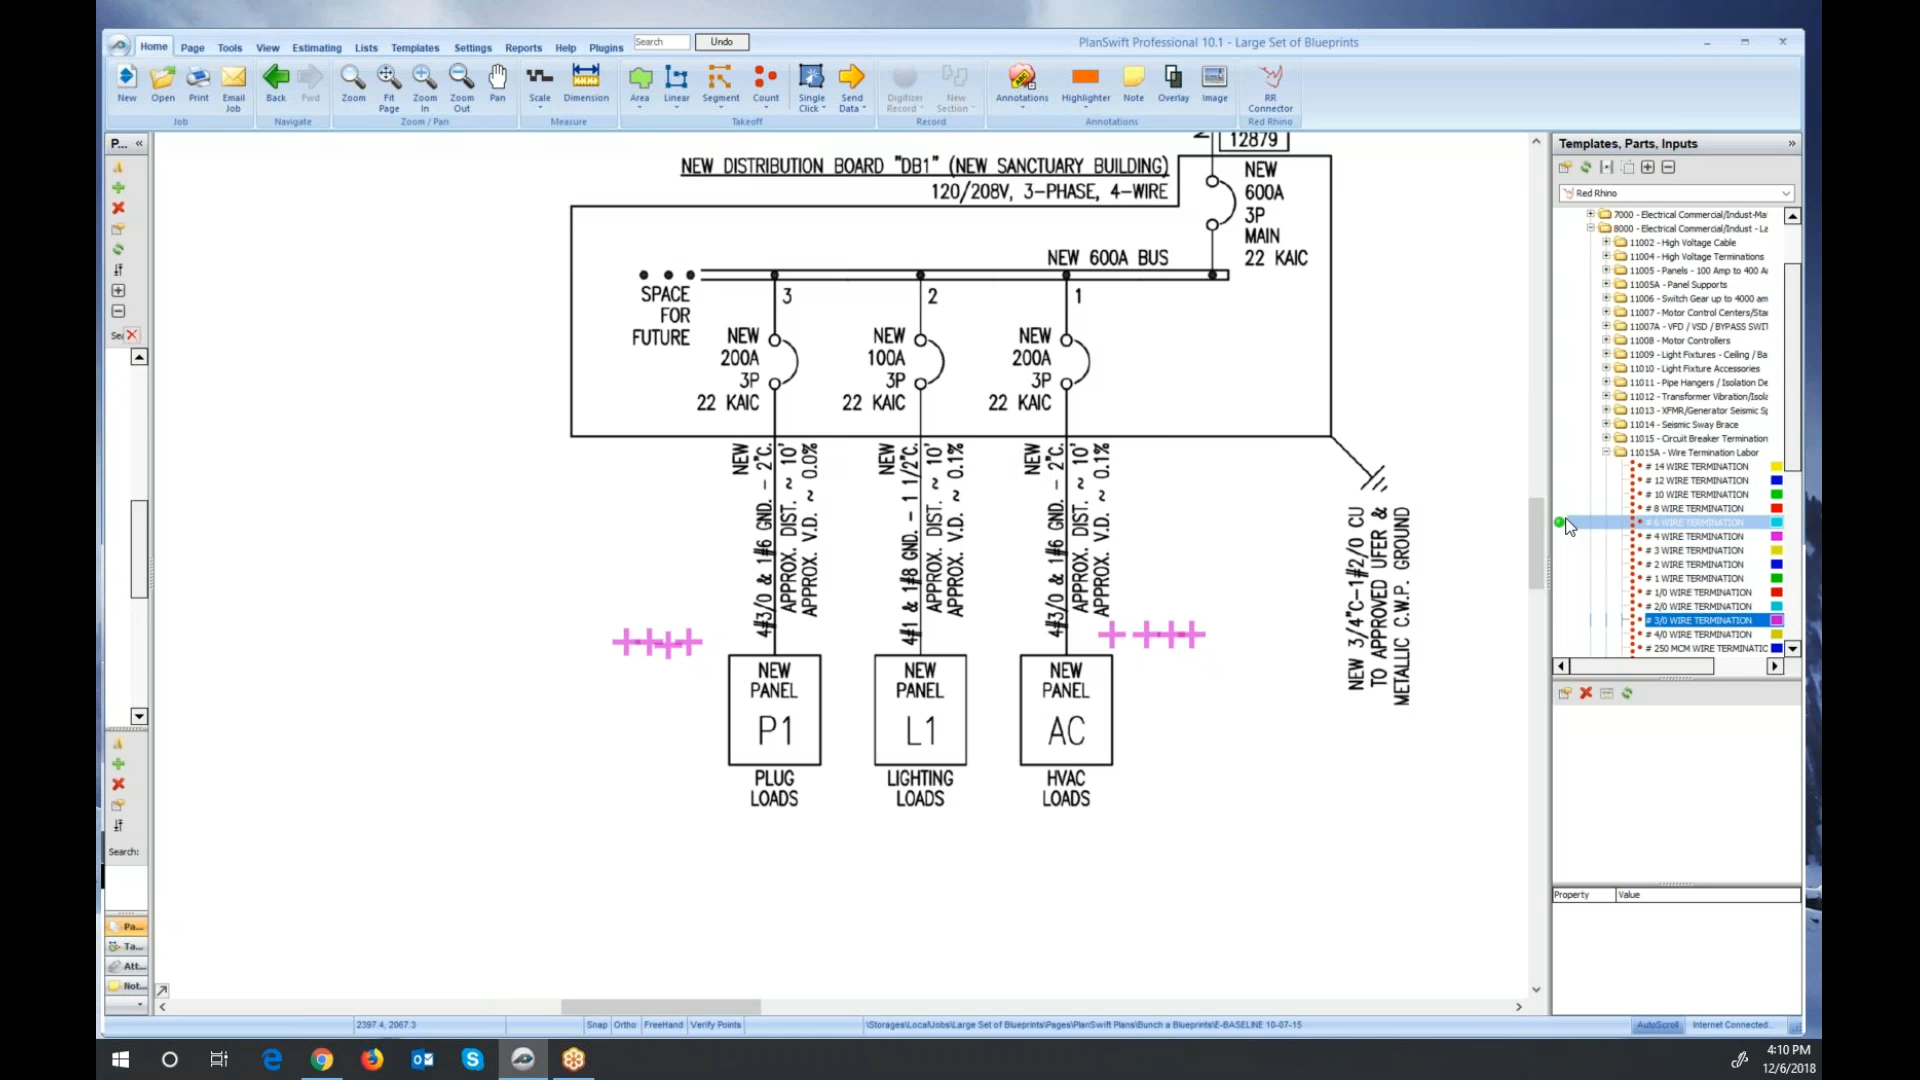 Home Page Tools View Estimating Lists Templates Settings Reports Help Plugins Search Undo
PlanSwift Professional 10.1 - Large Set of Blueprints
New Open Print Email Job
Back Fwd
Zoom Fit Page Zoom In Zoom Out Pan
Scale Dimension
Area Linear Segment Count Single Click Send Data
Digitizer Record New Section
Annotations Highlighter Note Overlay Image
RR Connector
Job Navigate Zoom / Pan Measure Takeoff Record Annotations Red Rhino
P... «
Search:
Pa...
Ta...
Att...
Not...
12879
NEW DISTRIBUTION BOARD "DB1" (NEW SANCTUARY BUILDING)
120/208V, 3-PHASE, 4-WIRE
NEW
600A
3P
MAIN
22 KAIC
NEW 600A BUS
SPACE
FOR
FUTURE
3
NEW
200A
3P
22 KAIC
2
NEW
100A
3P
22 KAIC
1
NEW
200A
3P
22 KAIC
NEW
4#3/0 & 1#6 GND. - 2"C.
APPROX. DIST. ~ 10'
APPROX. V.D. ~ 0.0%
NEW
4#1 & 1#8 GND. - 1 1/2"C.
APPROX. DIST. ~ 10'
APPROX. V.D. ~ 0.1%
NEW
4#3/0 & 1#6 GND. - 2"C.
APPROX. DIST. ~ 10'
APPROX. V.D. ~ 0.1%
NEW 3/4"C-1#2/0 CU
TO APPROVED UFER &
METALLIC C.W.P. GROUND
NEW
PANEL
P1
PLUG
LOADS
NEW
PANEL
L1
LIGHTING
LOADS
NEW
PANEL
AC
HVAC
LOADS
Templates, Parts, Inputs »
Red Rhino
7000 - Electrical Commercial/Indust-Ma
8000 - Electrical Commercial/Indust - La
11002 - High Voltage Cable
11004 - High Voltage Terminations
11005 - Panels - 100 Amp to 400 A
11005A - Panel Supports
11006 - Switch Gear up to 4000 am
11007 - Motor Control Centers/Sta
11007A - VFD / VSD / BYPASS SWIT
11008 - Motor Controllers
11009 - Light Fixtures - Ceiling / Ba
11010 - Light Fixture Accessories
11011 - Pipe Hangers / Isolation De
11012 - Transformer Vibration/Isola
11013 - XFMR/Generator Seismic S
11014 - Seismic Sway Brace
11015 - Circuit Breaker Termination
11015A - Wire Termination Labor
# 14 WIRE TERMINATION
# 12 WIRE TERMINATION
# 10 WIRE TERMINATION
# 8 WIRE TERMINATION
# 6 WIRE TERMINATION
# 4 WIRE TERMINATION
# 3 WIRE TERMINATION
# 2 WIRE TERMINATION
# 1 WIRE TERMINATION
# 1/0 WIRE TERMINATION
# 2/0 WIRE TERMINATION
# 3/0 WIRE TERMINATION
# 4/0 WIRE TERMINATION
# 250 MCM WIRE TERMINATIC
Property Value
2397.4, 2067.3
Snap Ortho FreeHand Verify Points
\Storages\Local\Jobs\Large Set of Blueprints\Pages\PlanSwift Plans\Bunch a Blueprints\E-BASELINE 10-07-15
AutoScroll Internet Connected...
4:10 PM
12/6/2018